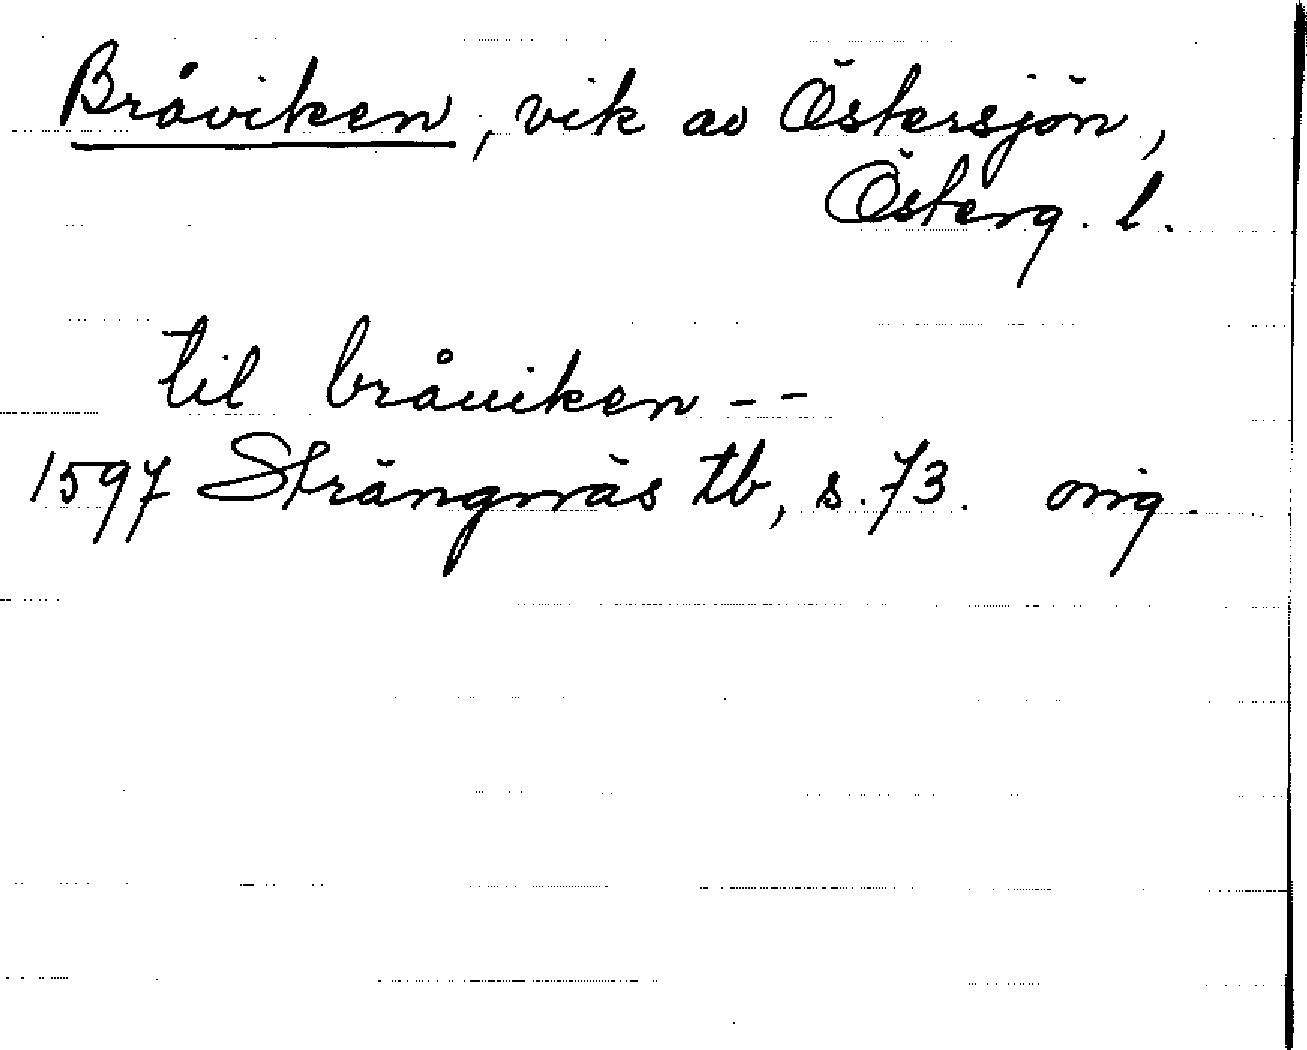 Bråviken, vik av Östersjön,
Österg. l.
til bråuiken - -
1597 Strängnäs tb, s. 73. orig.